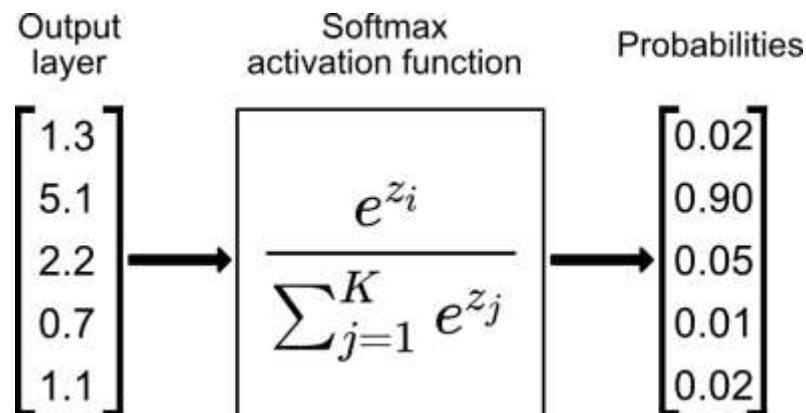 Output
layer
Softmax
activation function
Probabilities
1.3
5.1
2.2
0.7
1.1
e^{z_i}
∑_{j=1}^{K} e^{z_j}
0.02
0.90
0.05
0.01
0.02